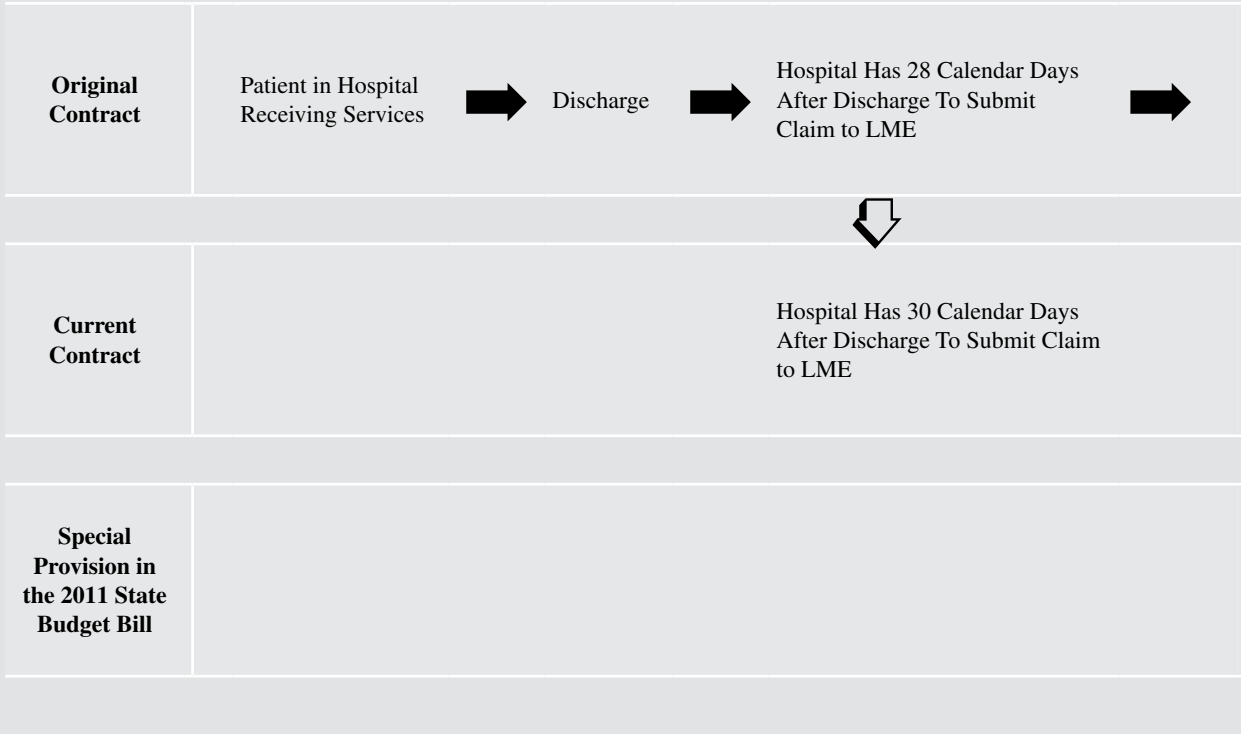 Original
Contract
Patient in Hospital
Receiving Services
Discharge
Hospital Has 28 Calendar Days
After Discharge To Submit
Claim to LME
Current
Contract
Hospital Has 30 Calendar Days
After Discharge To Submit Claim
to LME
Special
Provision in
the 2011 State
Budget Bill